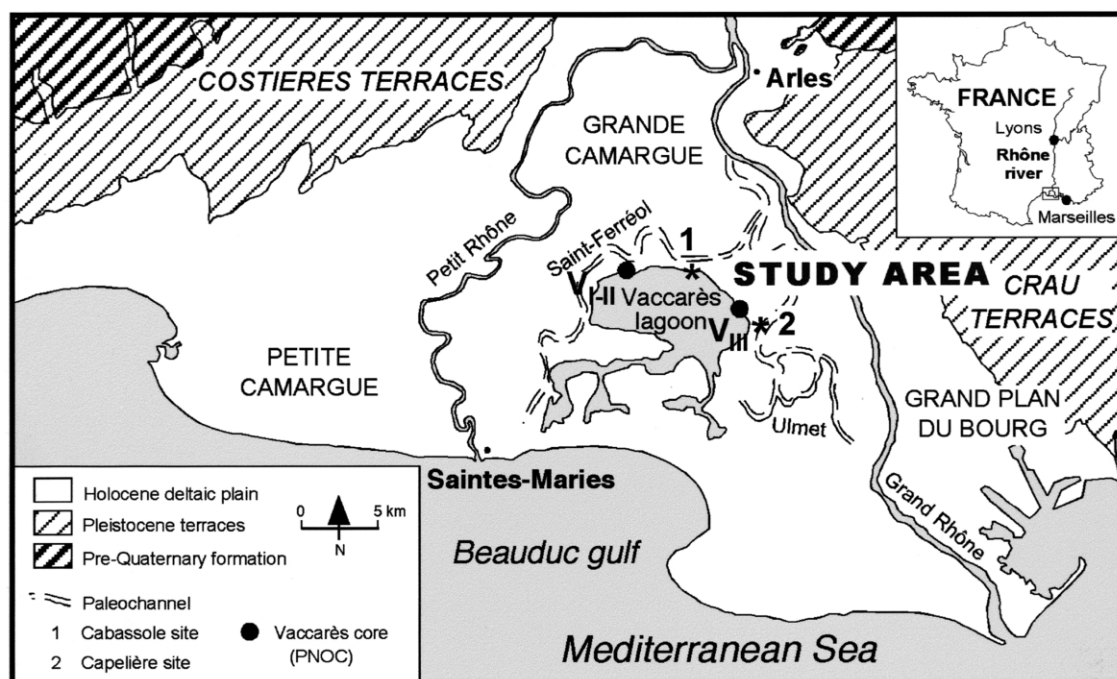 COSTIERES TERRACES
Arles
GRANDE
CAMARGUE
FRANCE
Lyons
Rhône
river
Marseilles
Petit Rhône
Saint-Ferréol
1
STUDY AREA
V I-II
Vaccarès
lagoon
V III
2
CRAU
TERRACES
PETITE
CAMARGUE
Ulmet
GRAND PLAN
DU BOURG
Saintes-Maries
Grand Rhône
Beauduc gulf
Mediterranean Sea
Holocene deltaic plain
Pleistocene terraces
Pre-Quaternary formation
0 5 km
N
Paleochannel
1 Cabassole site
2 Capelière site
Vaccarès core
(PNOC)